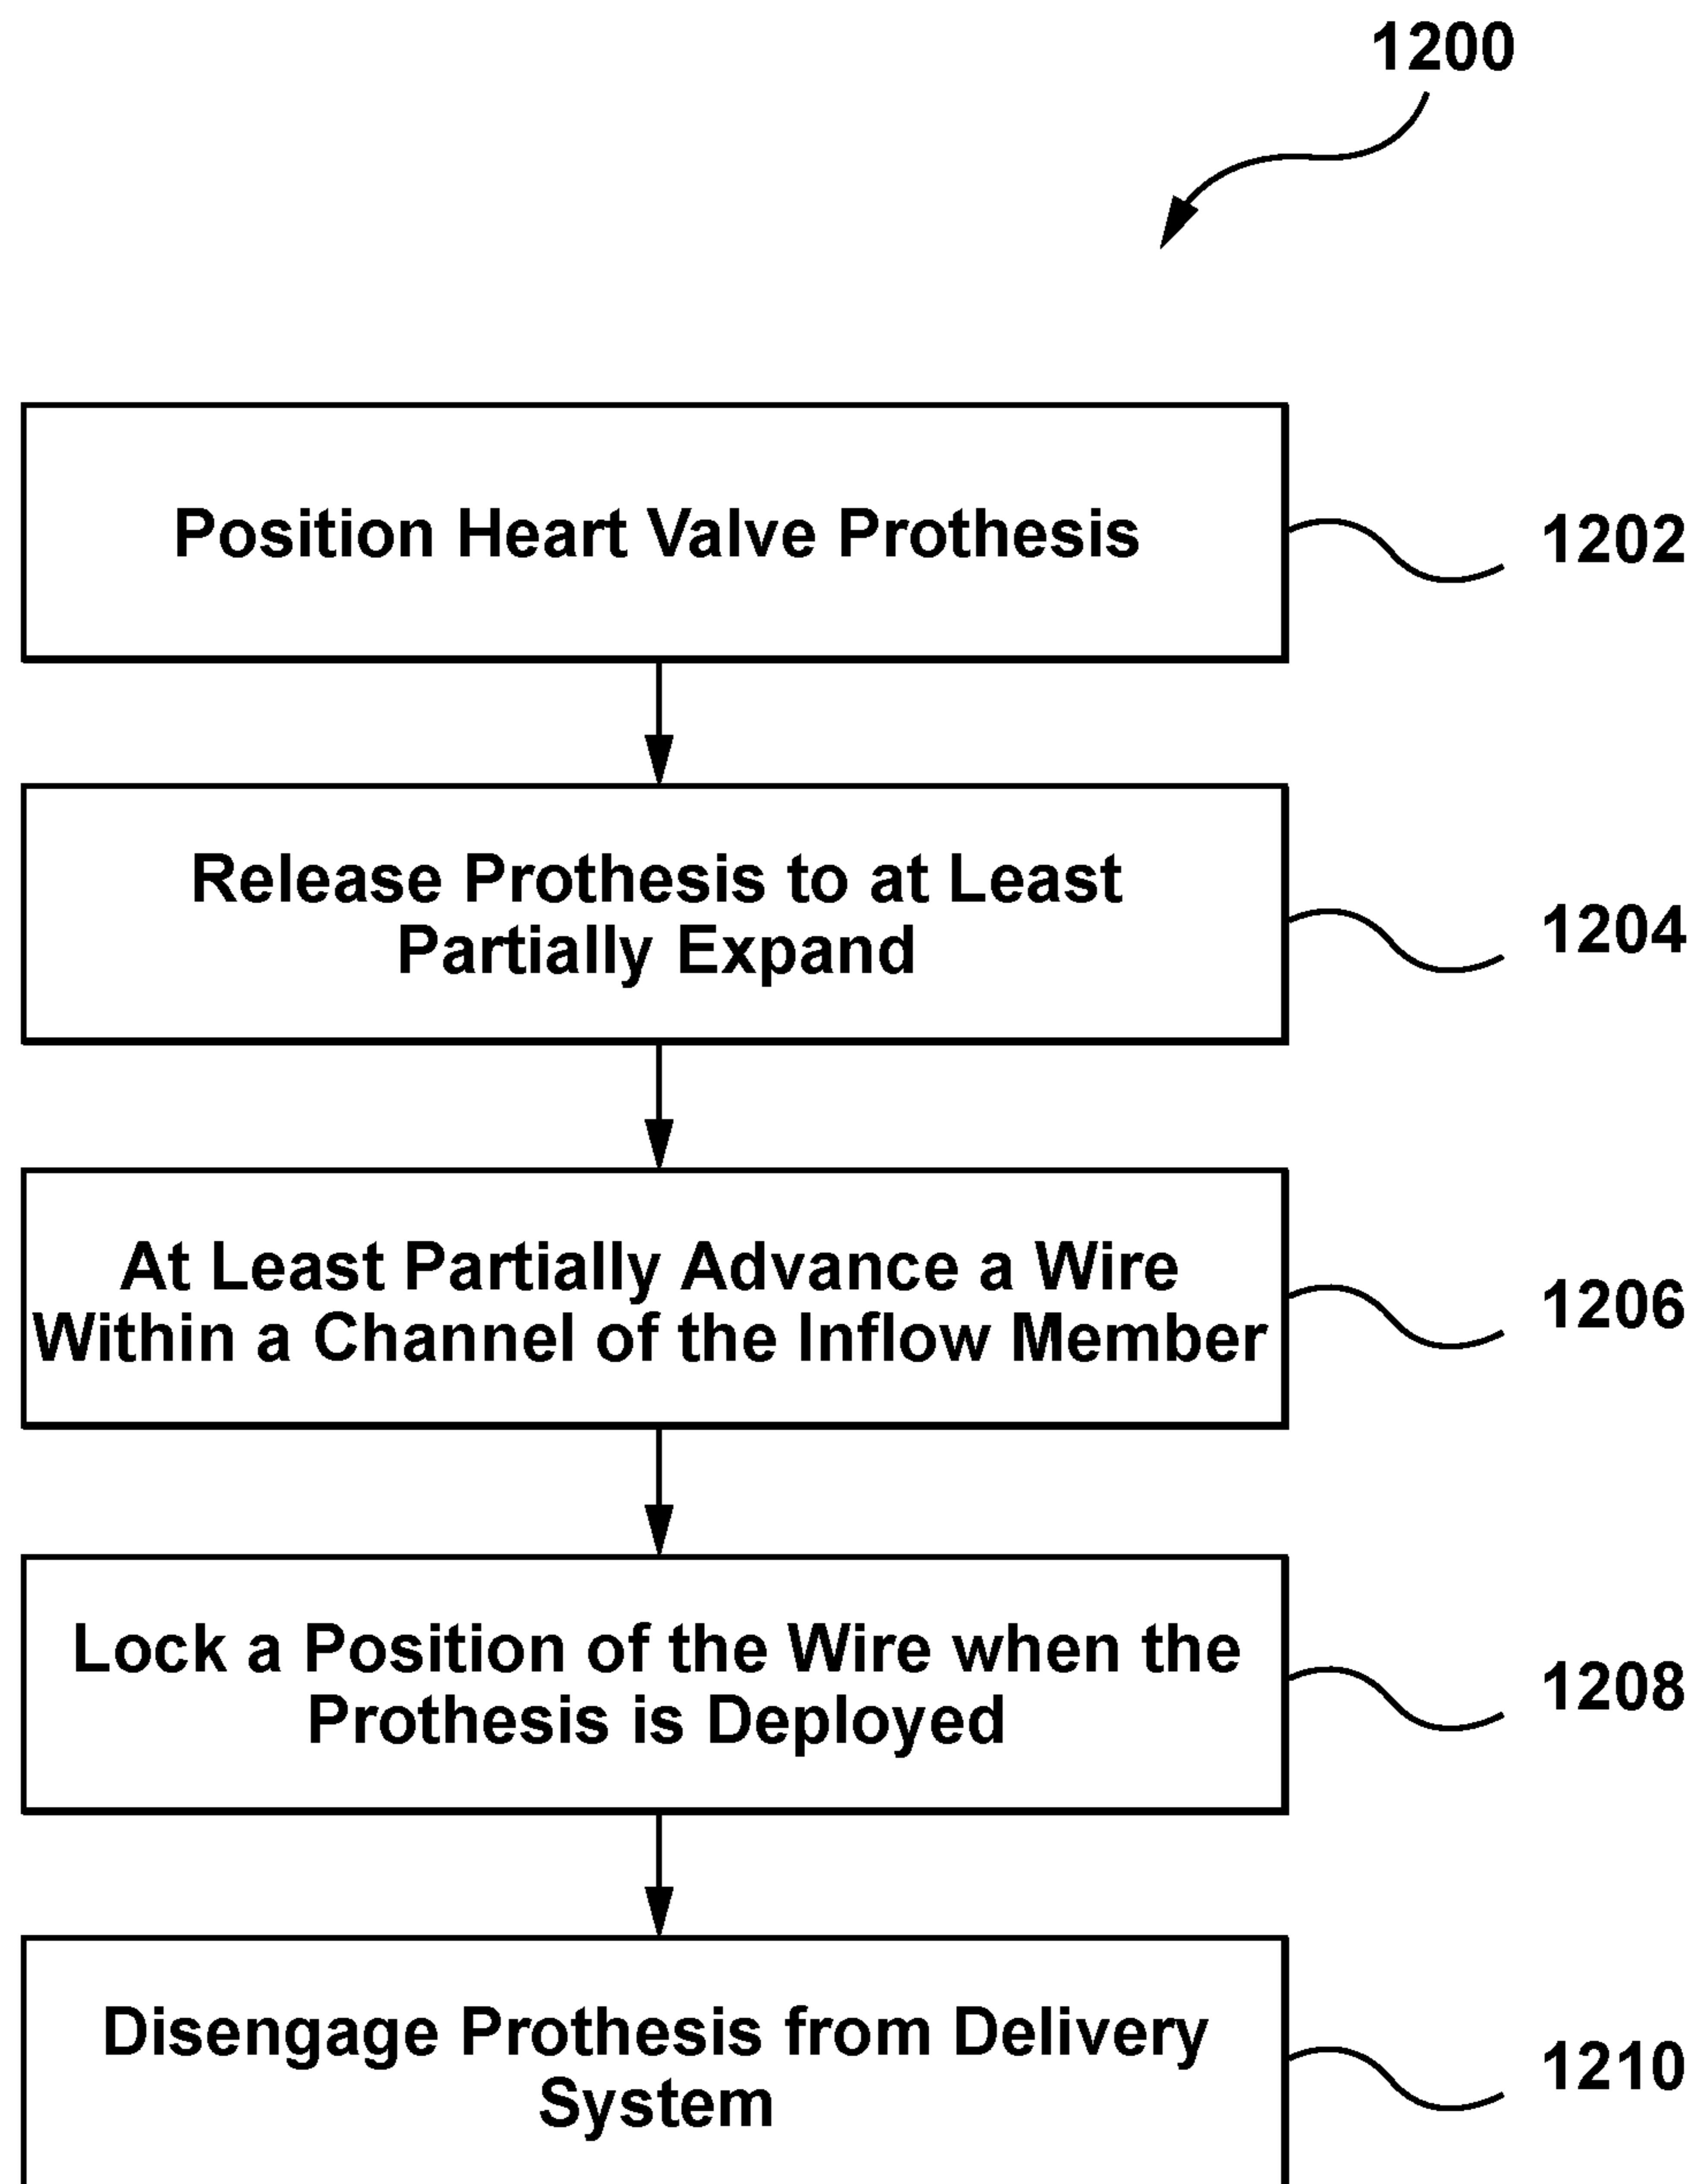 1200
Position Heart Valve Prothesis
1202
Release Prothesis to at Least
Partially Expand
1204
At Least Partially Advance a Wire
Within a Channel of the Inflow Member
1206
Lock a Position of the Wire when the
Prothesis is Deployed
1208
Disengage Prothesis from Delivery
System
1210